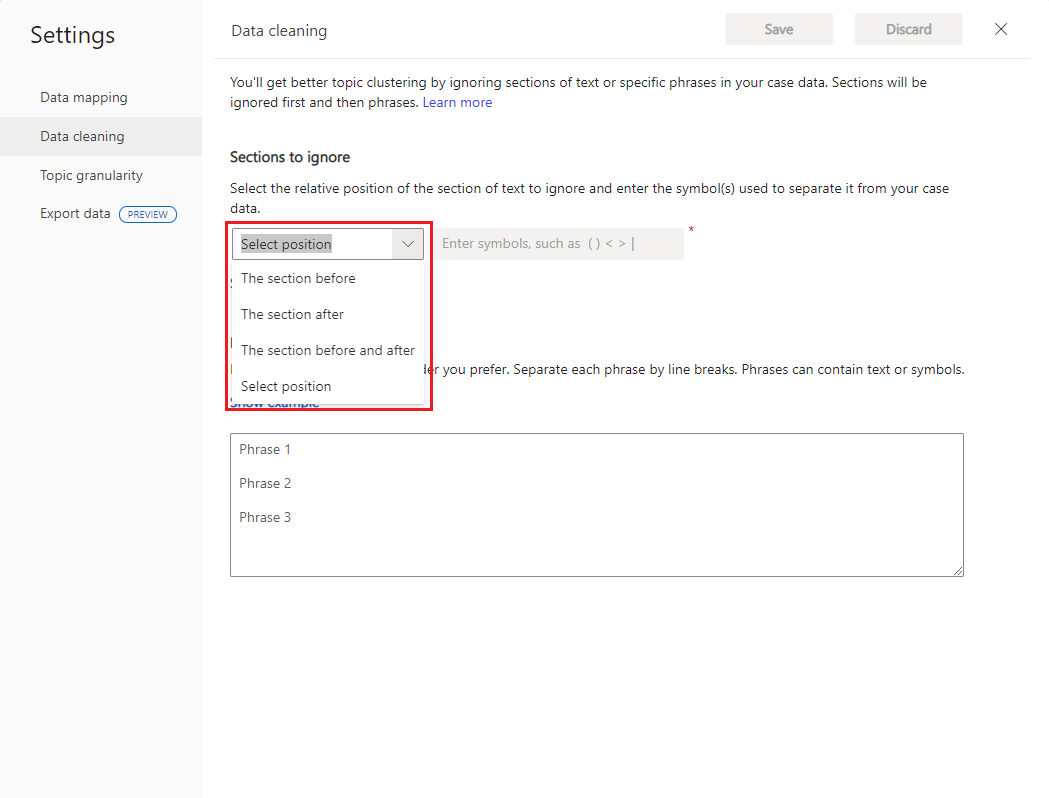 Settings
Data mapping
Data cleaning
Topic granularity
Export data PREVIEW
Data cleaning
Save
Discard
You'll get better topic clustering by ignoring sections of text or specific phrases in your case data. Sections will be
ignored first and then phrases. Learn more
Sections to ignore
Select the relative position of the section of text to ignore and enter the symbol(s) used to separate it from your case
data.
Select position
Enter symbols, such as ( ) < > | *
The section before
The section after
The section before and after
you prefer. Separate each phrase by line breaks. Phrases can contain text or symbols.
Select position
Show example
Phrase 1
Phrase 2
Phrase 3